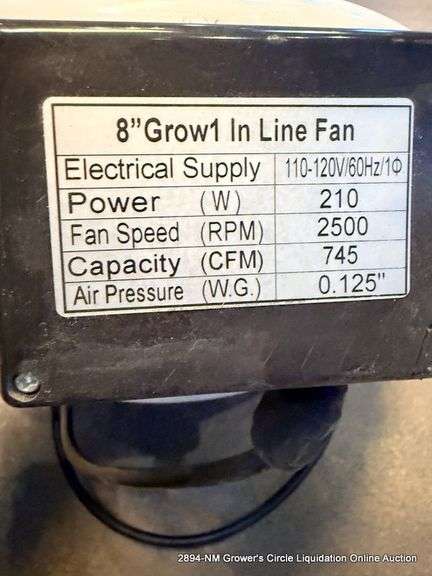 8”Grow1 In Line Fan
Electrical Supply 110-120V/60Hz/1Φ
Power (W) 210
Fan Speed (RPM) 2500
Capacity (CFM) 745
Air Pressure (W.G.) 0.125"
2894-NM Grower's Circle Liquidation Online Auction